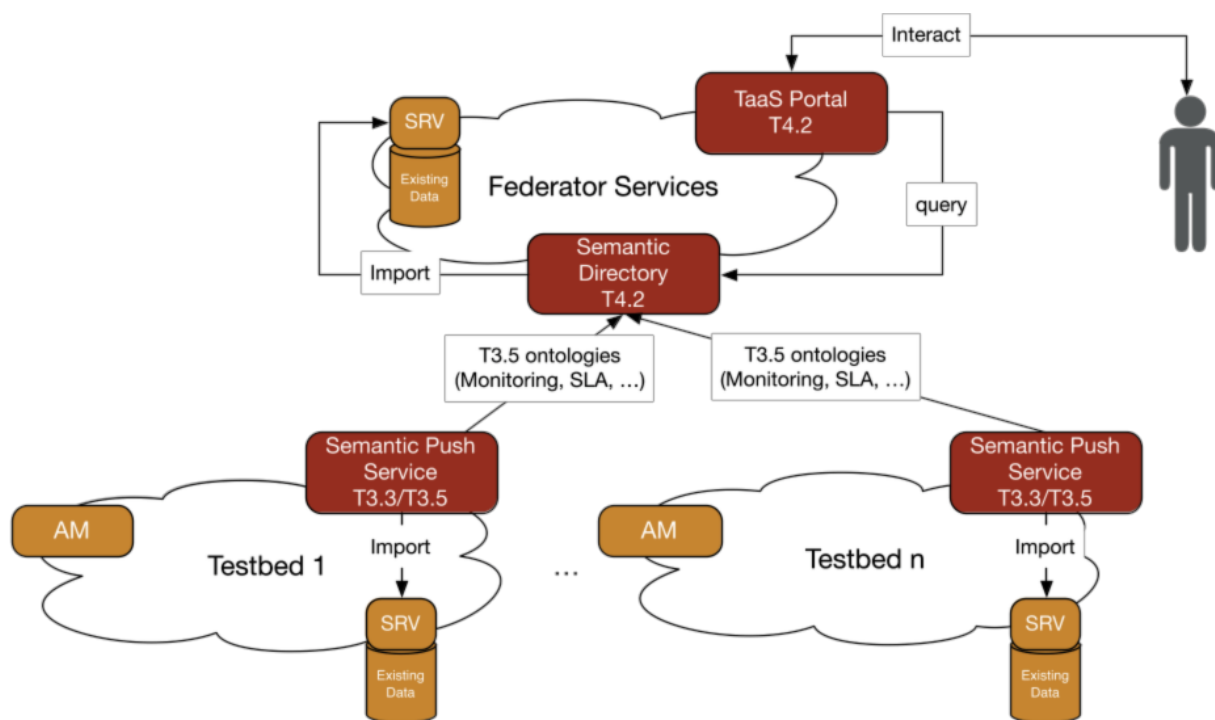 Interact
TaaS Portal
T4.2
SRV
Existing
Data
Federator Services
query
Semantic
Directory
T4.2
Import
T3.5 ontologies
(Monitoring, SLA, …)
T3.5 ontologies
(Monitoring, SLA, …)
Semantic Push
Service
T3.3/T3.5
AM
Import
Testbed 1
SRV
Existing
Data
...
Semantic Push
Service
T3.3/T3.5
AM
Import
Testbed n
SRV
Existing
Data